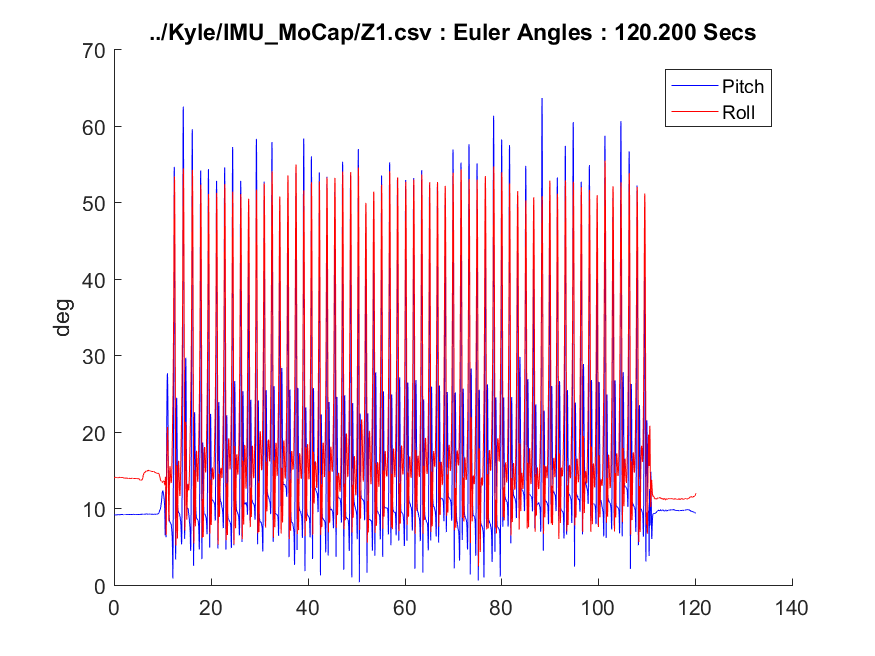 ../Kyle/IMU_MoCap/Z1.csv : Euler Angles : 120.200 Secs
70
60
50
40
30
20
10
0
deg
Pitch
Roll
0 20 40 60 80 100 120 140